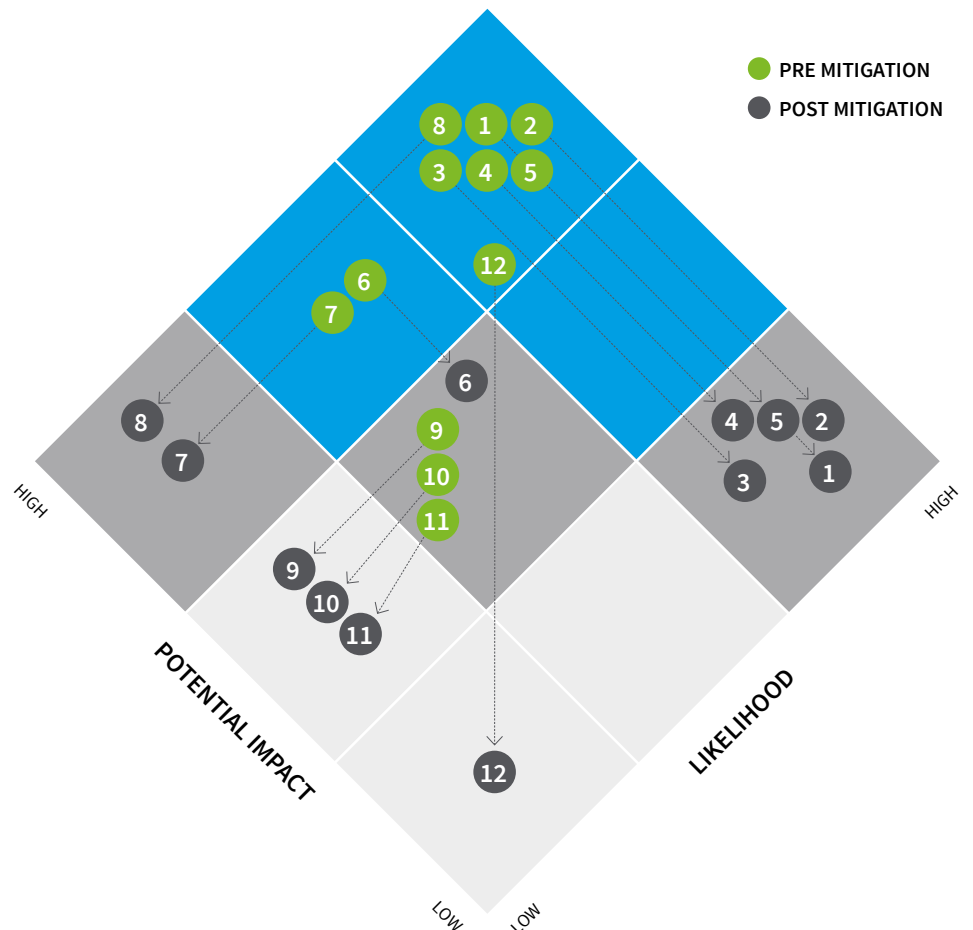 PRE MITIGATION
POST MITIGATION
8 1 2
3 4 5
12
6
7
6
8 4 5 2
9
7 1
10 3
11
9
10
11
12
HIGH
HIGH
POTENTIAL IMPACT
LIKELIHOOD
LOW
LOW